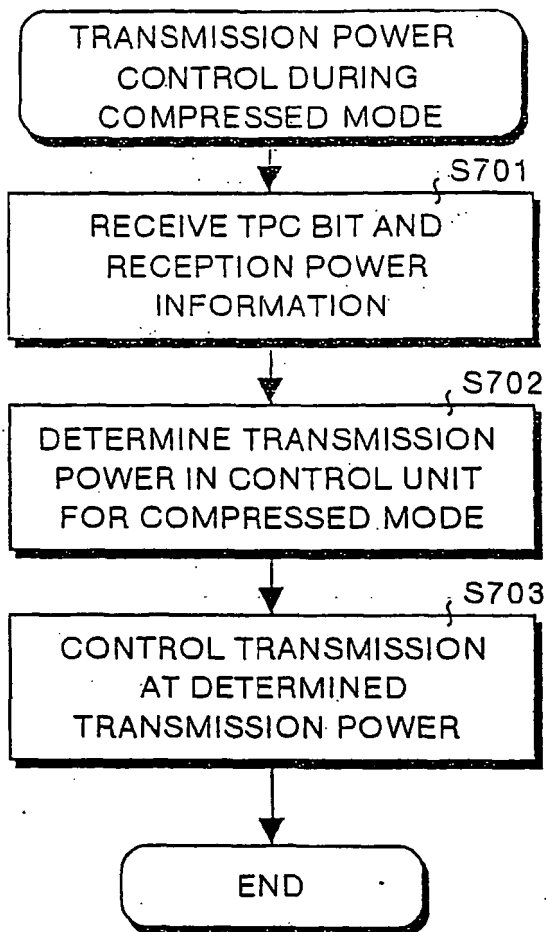 TRANSMISSION POWER
CONTROL DURING
COMPRESSED MODE
S701
RECEIVE TPC BIT AND
RECEPTION POWER
INFORMATION
S702
DETERMINE TRANSMISSION
POWER IN CONTROL UNIT
FOR COMPRESSED MODE
S703
CONTROL TRANSMISSION
AT DETERMINED
TRANSMISSION POWER
END